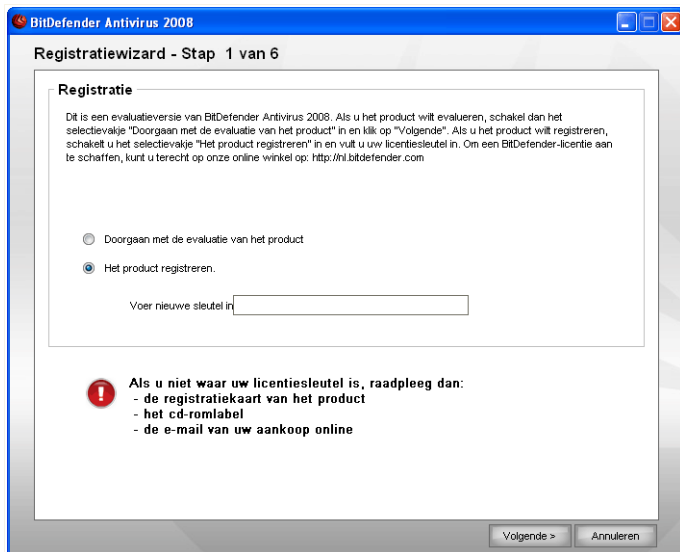 BitDefender Antivirus 2008
Registratiewizard - Stap 1 van 6
Registratie
Dit is een evaluatieversie van BitDefender Antivirus 2008. Als u het product wilt evalueren, schakel dan het
selectievakje "Doorgaan met de evaluatie van het product" in en klik op "Volgende". Als u het product wilt registreren,
schakelt u het selectievakje "Het product registreren" in en vult u uw licentiesleutel in. Om een BitDefender-licentie aan
te schaffen, kunt u terecht op onze online winkel op: http://nl.bitdefender.com
Doorgaan met de evaluatie van het product
Het product registreren.
Voer nieuwe sleutel in
Als u niet waar uw licentiesleutel is, raadpleeg dan:
- de registratiekaart van het product
- het cd-romlabel
- de e-mail van uw aankoop online
Volgende >
Annuleren